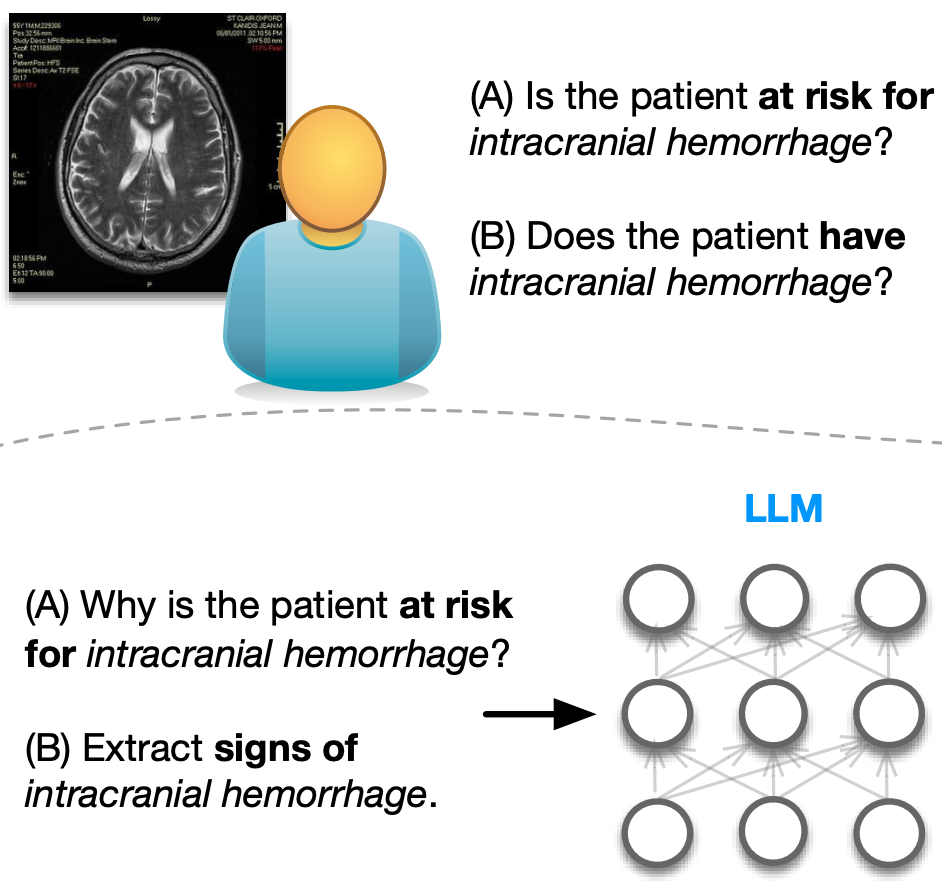 Lossy
ST CLAIR OXFORD
55Y 1M,M.229306
KANIDIS JEAN M
Pos:32.56 mm
06/01/2011, 02:10:56 PM
Study Desc: MRI Brain Inc. Brain Stem
SW 5.00 mm
Acc#: 1211886601
117% Pixel
Tra
Patient Pos: HFS
Series Desc: Ax T2 FSE
SI:17
R
5 c
02:18:56 PM
6.50
Etl:12 TA:90.00
5.00
P
(A) Is the patient at risk for
intracranial hemorrhage?
(B) Does the patient have
intracranial hemorrhage?
LLM
(A) Why is the patient at risk
for intracranial hemorrhage?
(B) Extract signs of
intracranial hemorrhage.